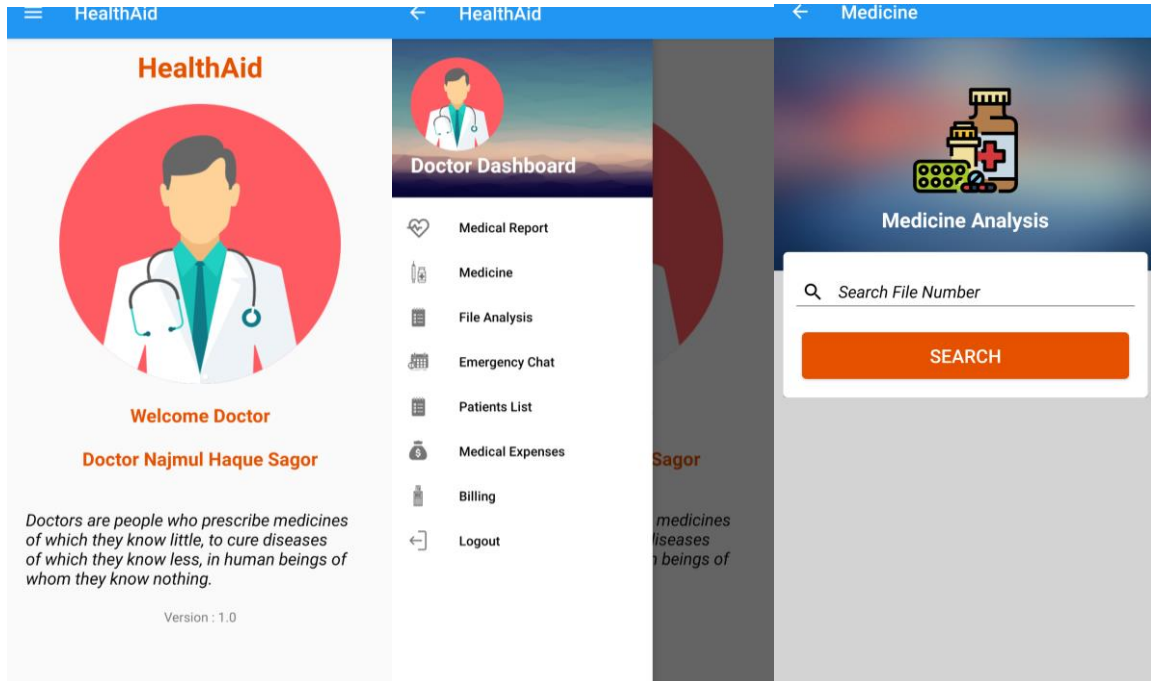 HealthAid
HealthAid
Welcome Doctor
Doctor Najmul Haque Sagor
Doctors are people who prescribe medicines
of which they know little, to cure diseases
of which they know less, in human beings of
whom they know nothing.
Version : 1.0
HealthAid
Doctor Dashboard
Medical Report
Medicine
File Analysis
Emergency Chat
Patients List
Medical Expenses
Billing
Logout
Sagor
medicines
diseases
beings of
Medicine
Medicine Analysis
Search File Number
SEARCH